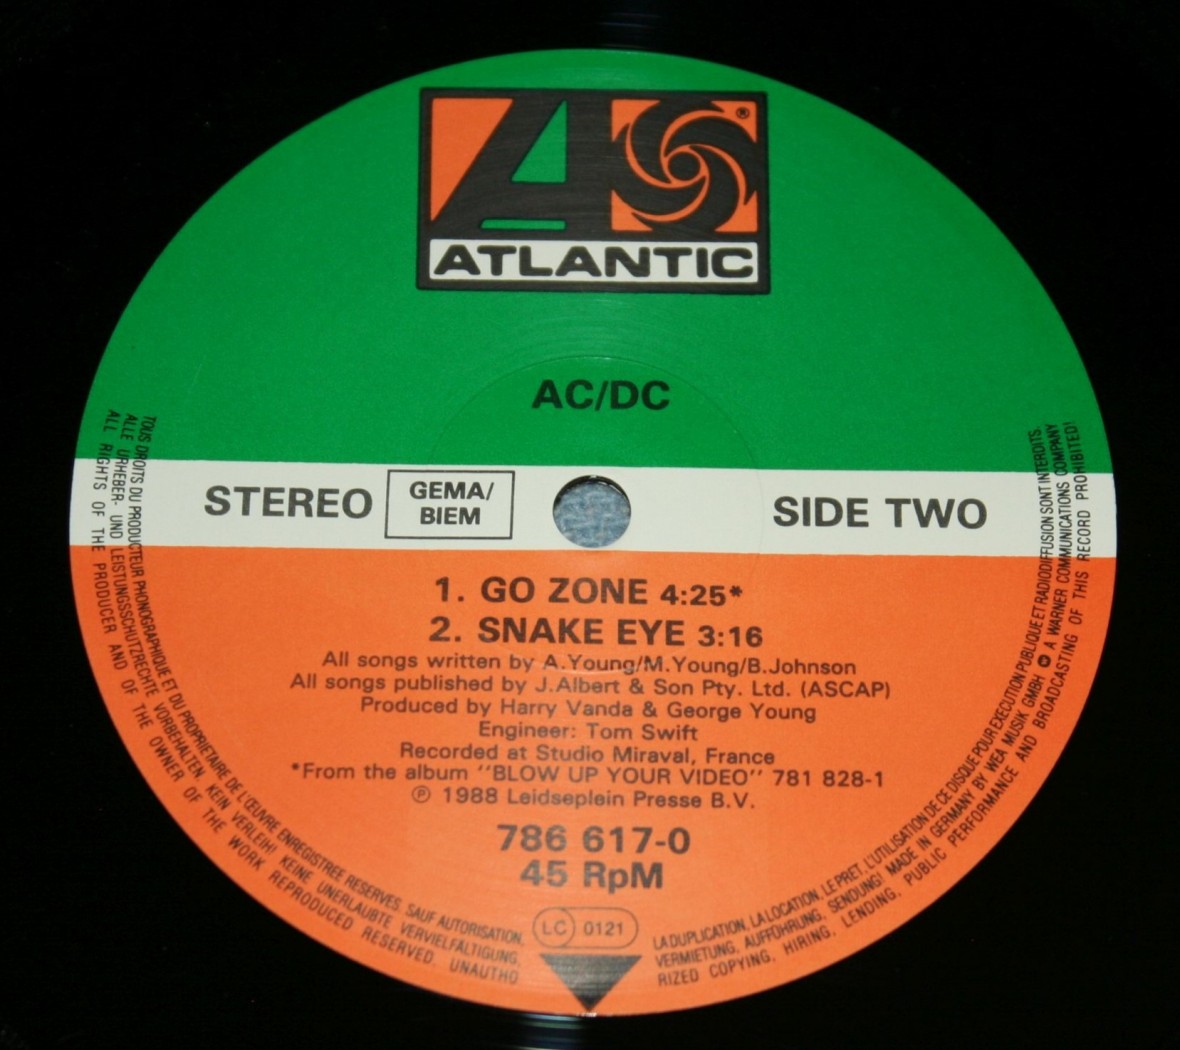 ATLANTIC
®
AC/DC
STEREO
GEMA/
BIEM
SIDE TWO
1. GO ZONE 4:25*
2. SNAKE EYE 3:16
All songs written by A.Young/M.Young/B.Johnson
All songs published by J.Albert & Son Pty. Ltd. (ASCAP)
Produced by Harry Vanda & George Young
Engineer: Tom Swift
Recorded at Studio Miraval, France
*From the album "BLOW UP YOUR VIDEO" 781 828-1
℗ 1988 Leidseplein Presse B.V.
786 617-0
45 RpM
LC 0121
TOUS DROITS DU PRODUCTEUR PHONOGRAPHIQUE ET DU PROPRIETAIRE DE L'ŒUVRE ENREGISTREE RESERVES. SAUF AUTORISATION, LA DUPLICATION, LA LOCATION, LE PRET, L'UTILISATION DE CE DISQUE POUR EXECUTION PUBLIQUE ET RADIODIFFUSION SONT INTERDITS.
ALLE URHEBER- UND LEISTUNGSSCHUTZRECHTE VORBEHALTEN KEIN VERLEIH! KEINE UNERLAUBTE VERVIELFÄLTIGUNG, VERMIETUNG, AUFFÜHRUNG, SENDUNG! MADE IN GERMANY BY WEA MUSIK GMBH A WARNER COMMUNICATIONS COMPANY
ALL RIGHTS OF THE PRODUCER AND OF THE OWNER OF THE WORK REPRODUCED RESERVED. UNAUTHORIZED COPYING, HIRING, LENDING, PUBLIC PERFORMANCE AND BROADCASTING OF THIS RECORD PROHIBITED!